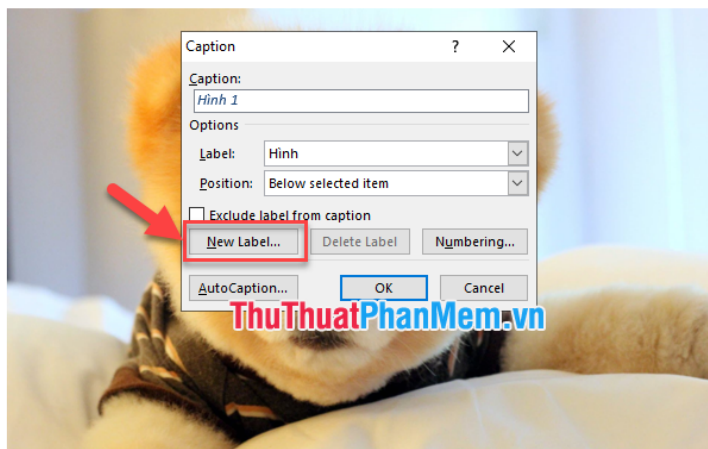 Caption ? ×
Caption:
Hình 1
Options
Label: Hình
Position: Below selected item
Exclude label from caption
New Label... Delete Label Numbering...
AutoCaption... OK Cancel
ThuThuatPhanMem.vn